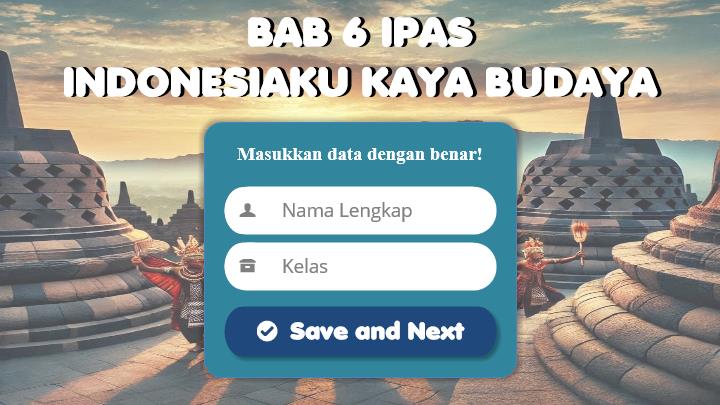 BAB 6 IPAS
INDONESIAKU KAYA BUDAYA
Masukkan data dengan benar!
Nama Lengkap
Kelas
Save and Next